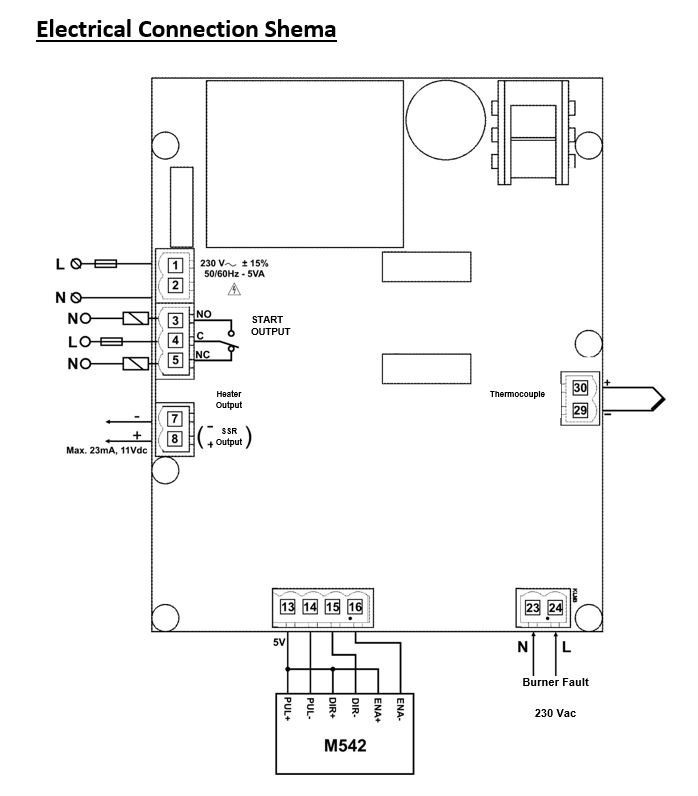 Electrical Connection Shema
L
1
230 V~ ± 15%
50/60Hz - 5VA
N
2
N
3
NO
START
OUTPUT
L
4
C
N
5
NC
Heater
Output
-
7
+
8
( - SSR
+ Output )
Max. 23mA, 11Vdc
Thermocouple
30
+
29
-
13 14 15 16
23 24
KLMB
5V
N L
Burner Fault
230 Vac
PUL+
PUL-
DIR+
DIR-
ENA+
ENA-
M542